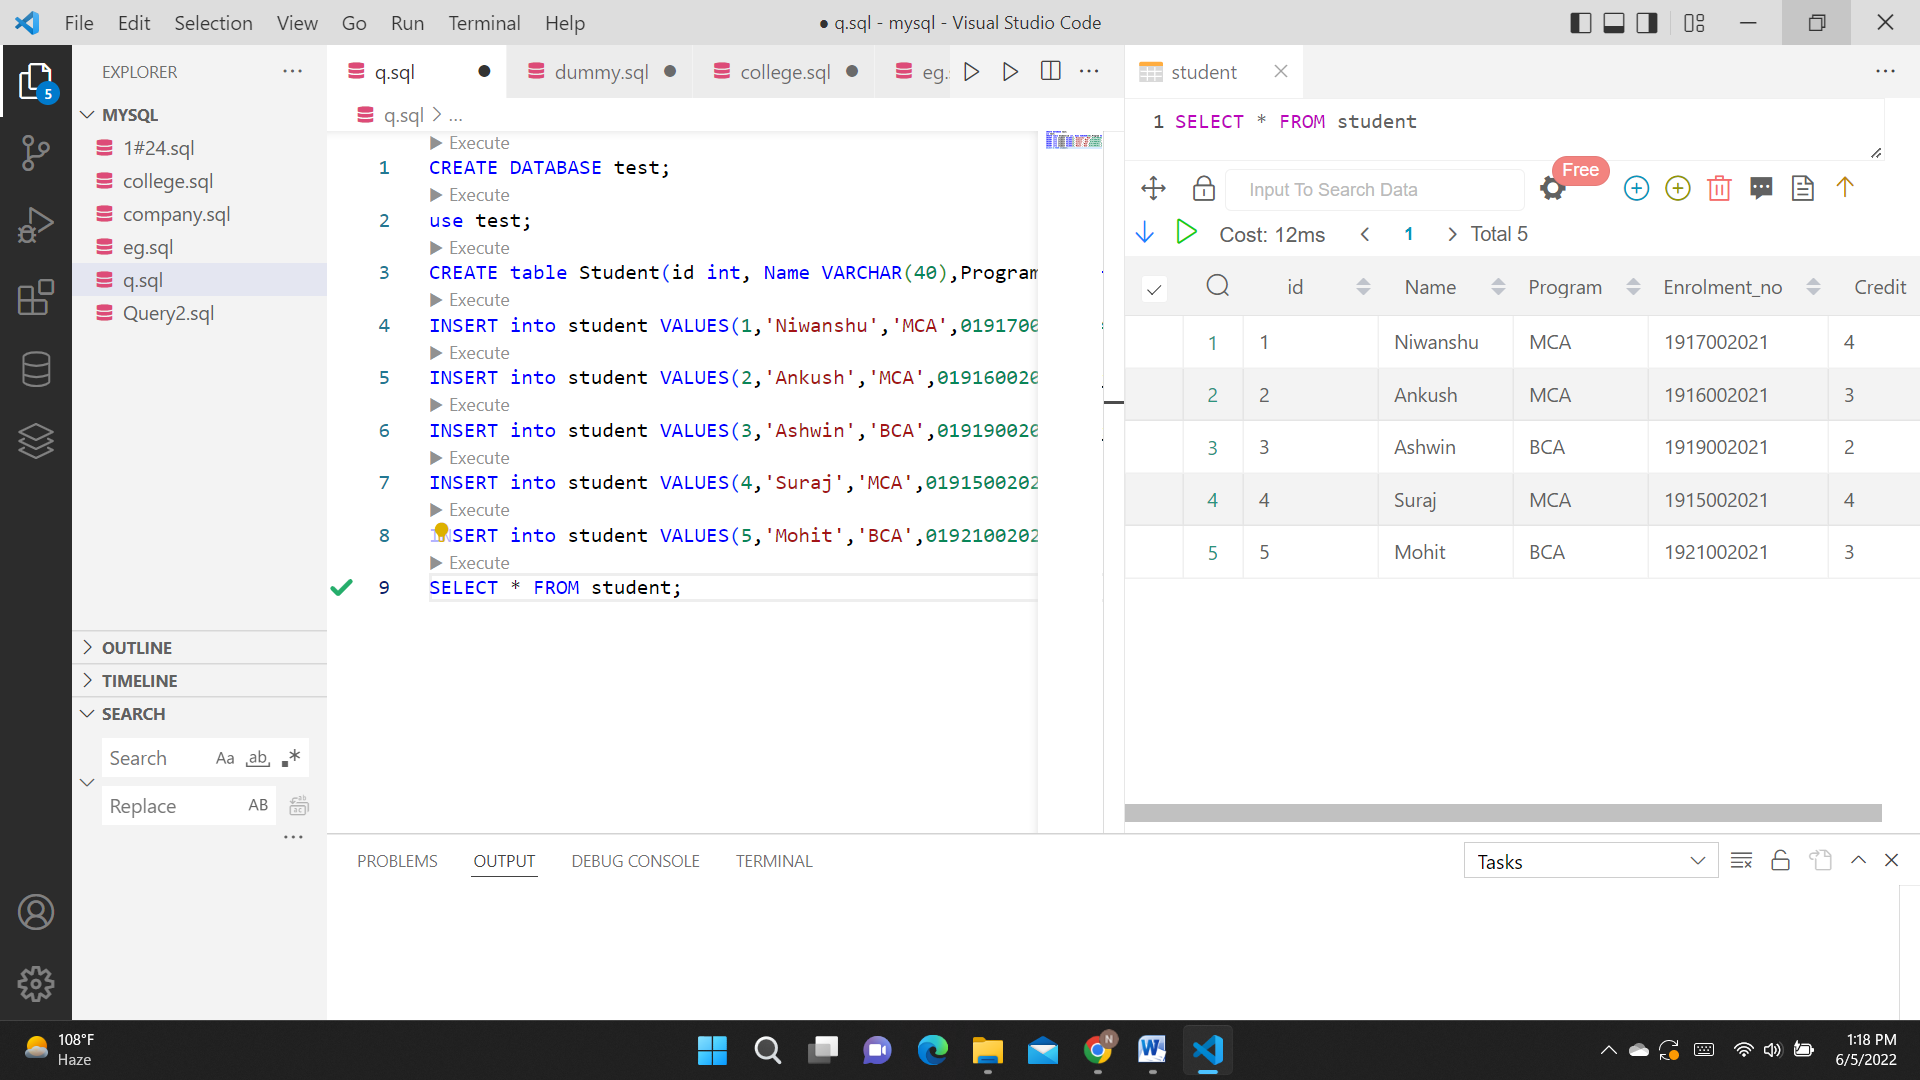 File Edit Selection View Go Run Terminal Help
● q.sql - mysql - Visual Studio Code
5
EXPLORER
MYSQL
1#24.sql
college.sql
company.sql
eg.sql
q.sql
Query2.sql
OUTLINE
TIMELINE
SEARCH
Search Aa ab .*
Replace AB
q.sql dummy.sql college.sql eg.
q.sql > ...
Execute
1 CREATE DATABASE test;
Execute
2 use test;
Execute
3 CREATE table Student(id int, Name VARCHAR(40),Program
Execute
4 INSERT into student VALUES(1,'Niwanshu','MCA',0191700
Execute
5 INSERT into student VALUES(2,'Ankush','MCA',019160020
Execute
6 INSERT into student VALUES(3,'Ashwin','BCA',019190020
Execute
7 INSERT into student VALUES(4,'Suraj','MCA',0191500202
Execute
8 INSERT into student VALUES(5,'Mohit','BCA',0192100202
Execute
9 SELECT * FROM student;
student
1 SELECT * FROM student
Input To Search Data
Free
Cost: 12ms < 1 > Total 5
id Name Program Enrolment_no Credit
1 1 Niwanshu MCA 1917002021 4
2 2 Ankush MCA 1916002021 3
3 3 Ashwin BCA 1919002021 2
4 4 Suraj MCA 1915002021 4
5 5 Mohit BCA 1921002021 3
PROBLEMS OUTPUT DEBUG CONSOLE TERMINAL
Tasks
108°F
Haze
N
W
1:18 PM
6/5/2022